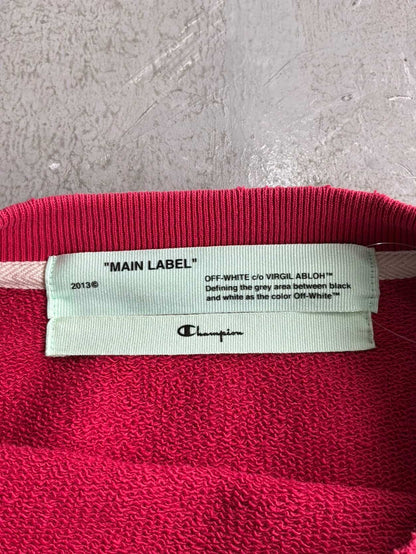 "MAIN LABEL"
2013©
OFF-WHITE c/o VIRGIL ABLOH™
Defining the grey area between black
and white as the color Off-White™
Champion